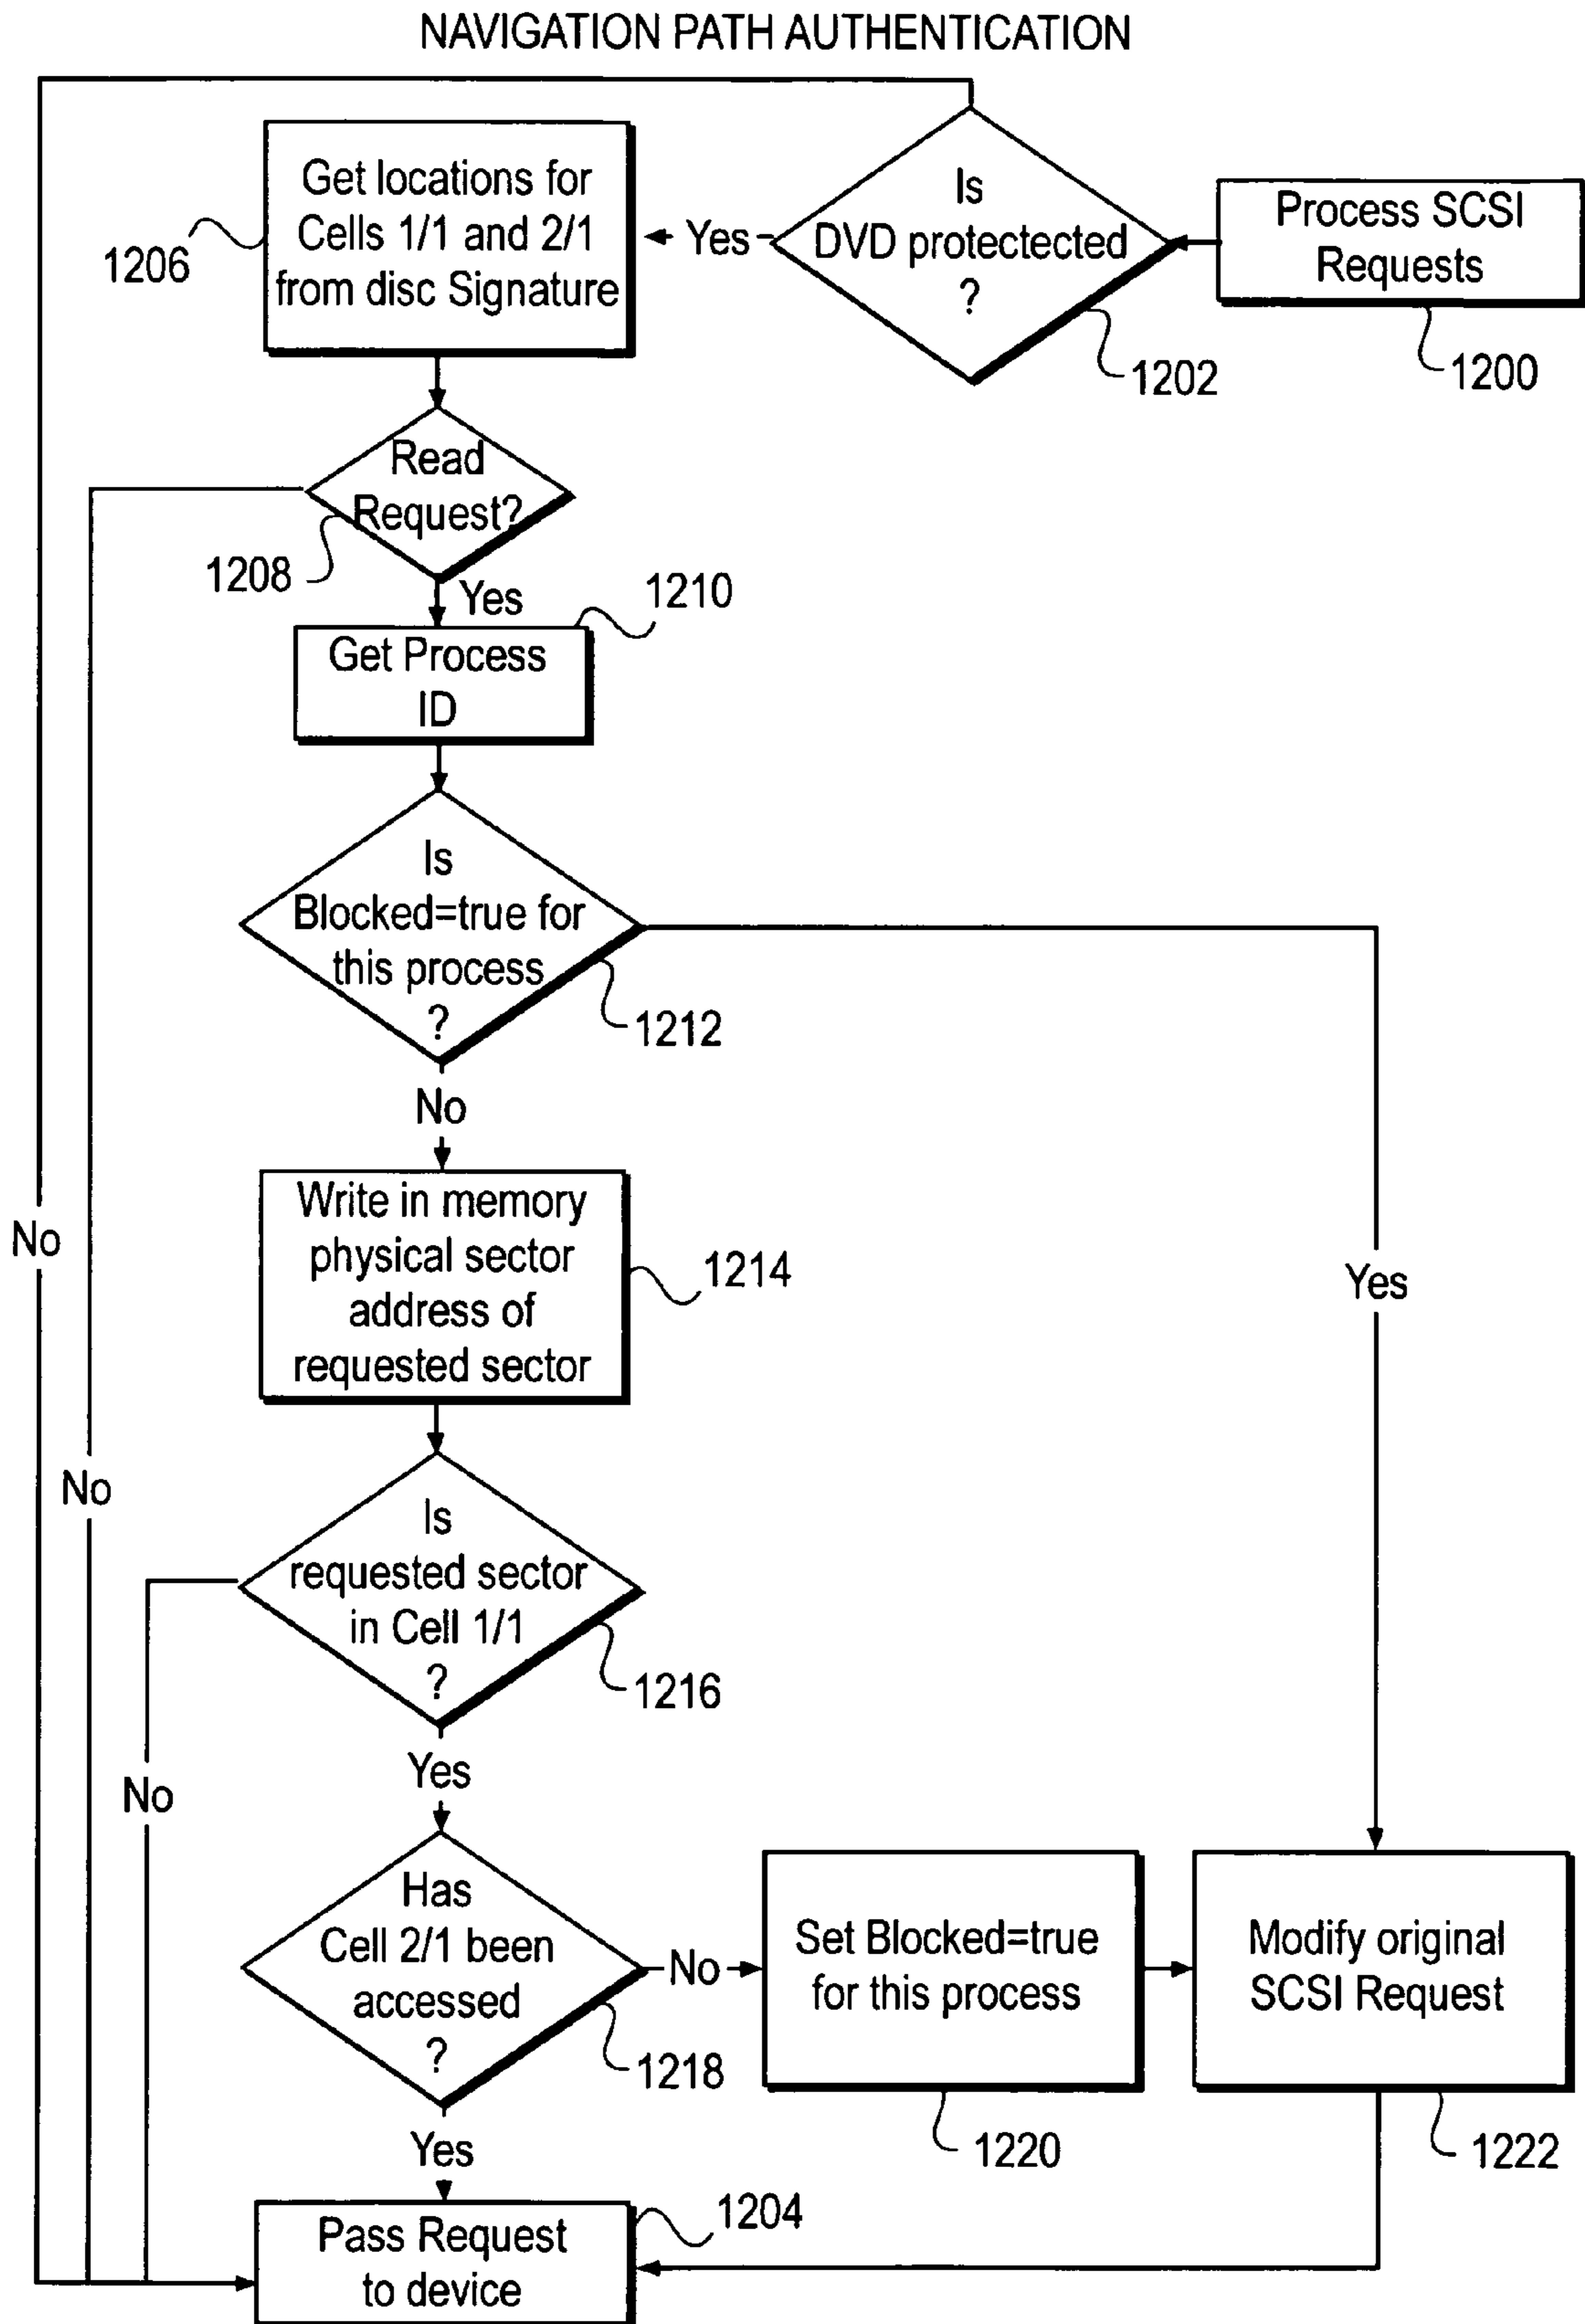 NAVIGATION PATH AUTHENTICATION
Process SCSI
Requests
1200
Is
DVD protectected
?
1202
Yes
No
Get locations for
Cells 1/1 and 2/1
from disc Signature
1206
Read
Request?
1208
Yes
No
Get Process
ID
1210
Is
Blocked=true for
this process
?
1212
No
Yes
Write in memory
physical sector
address of
requested sector
1214
Is
requested sector
in Cell 1/1
?
1216
Yes
No
Has
Cell 2/1 been
accessed
?
1218
No
Set Blocked=true
for this process
1220
Modify original
SCSI Request
1222
Yes
Pass Request
to device
1204